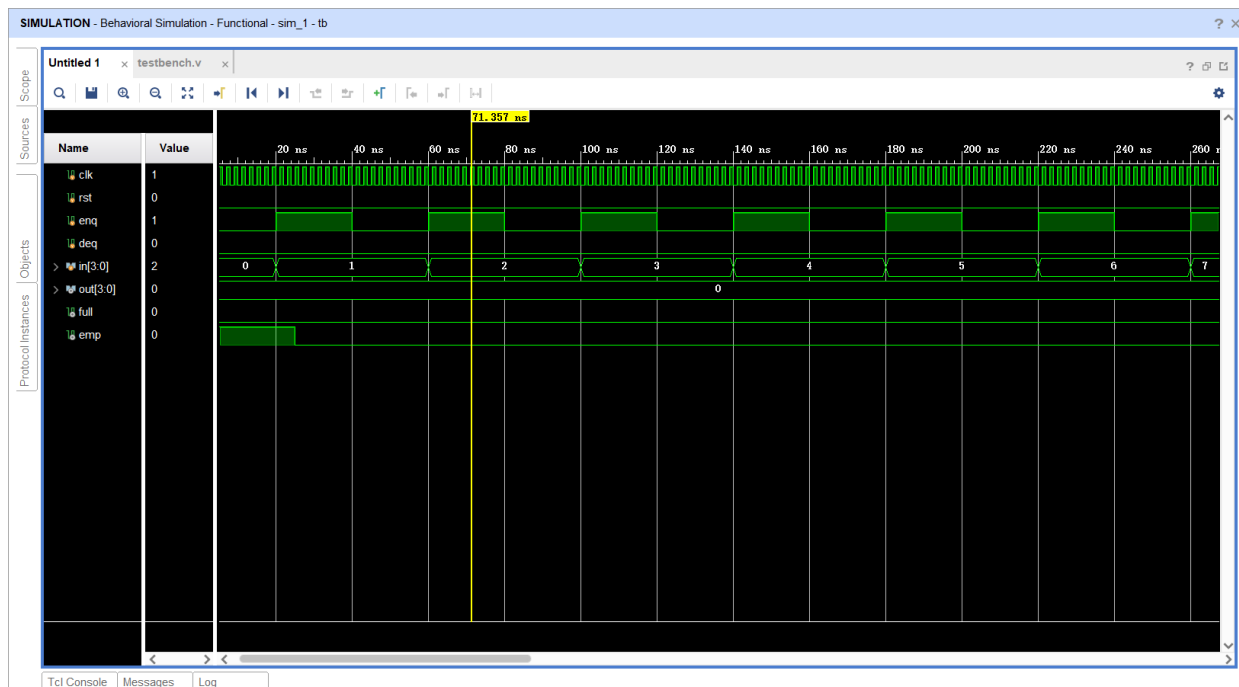 SIMULATION - Behavioral Simulation - Functional - sim_1 - tb
? ×
Scope
Sources
Objects
Protocol Instances
Untitled 1 × testbench.v ×
?
71.357 ns
Name Value
20 ns 40 ns 60 ns 80 ns 100 ns 120 ns 140 ns 160 ns 180 ns 200 ns 220 ns 240 ns 260 n
clk 1
rst 0
enq 1
deq 0
> in[3:0] 2 0 1 2 3 4 5 6 7
> out[3:0] 0 0
full 0
emp 0
Tcl Console Messages Log